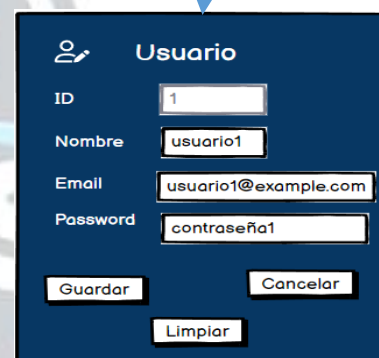 Usuario
ID 1
Nombre usuario1
Email usuario1@example.com
Password contraseña1
Guardar Cancelar
Limpiar